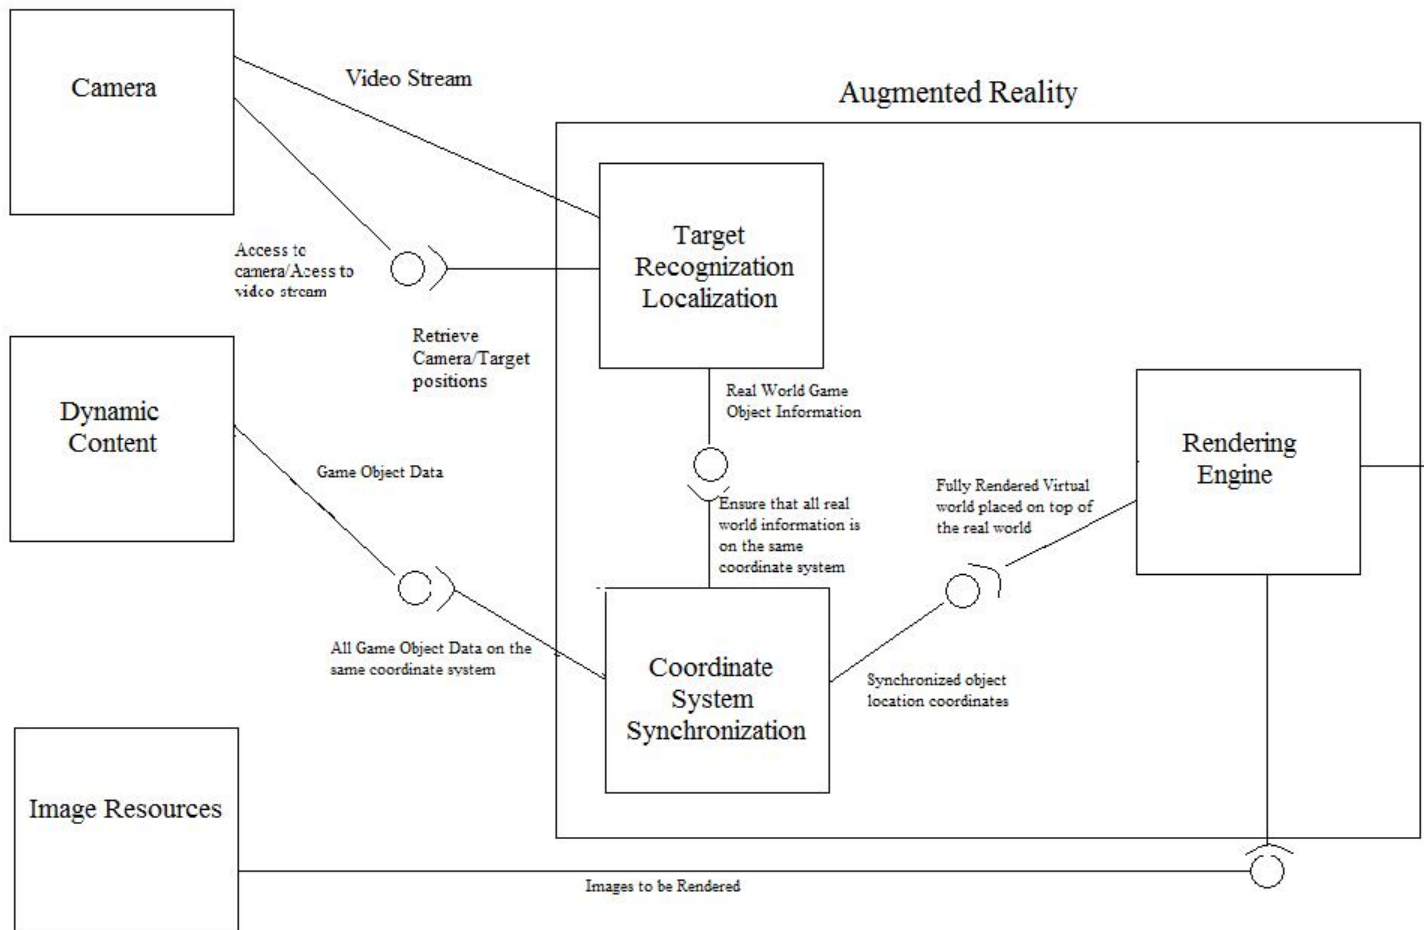 Camera
Video Stream
Augmented Reality
Access to
camera/Acess to
video stream
Target
Recognization
Localization
Retrieve
Camera/Target
positions
Dynamic
Content
Real World Game
Object Information
Game Object Data
Rendering
Engine
Ensure that all real
world information is
on the same
coordinate system
Fully Rendered Virtual
world placed on top of
the real world
All Game Object Data on the
same coordinate system
Coordinate
System
Synchronization
Synchronized object
location coordinates
Image Resources
Images to be Rendered